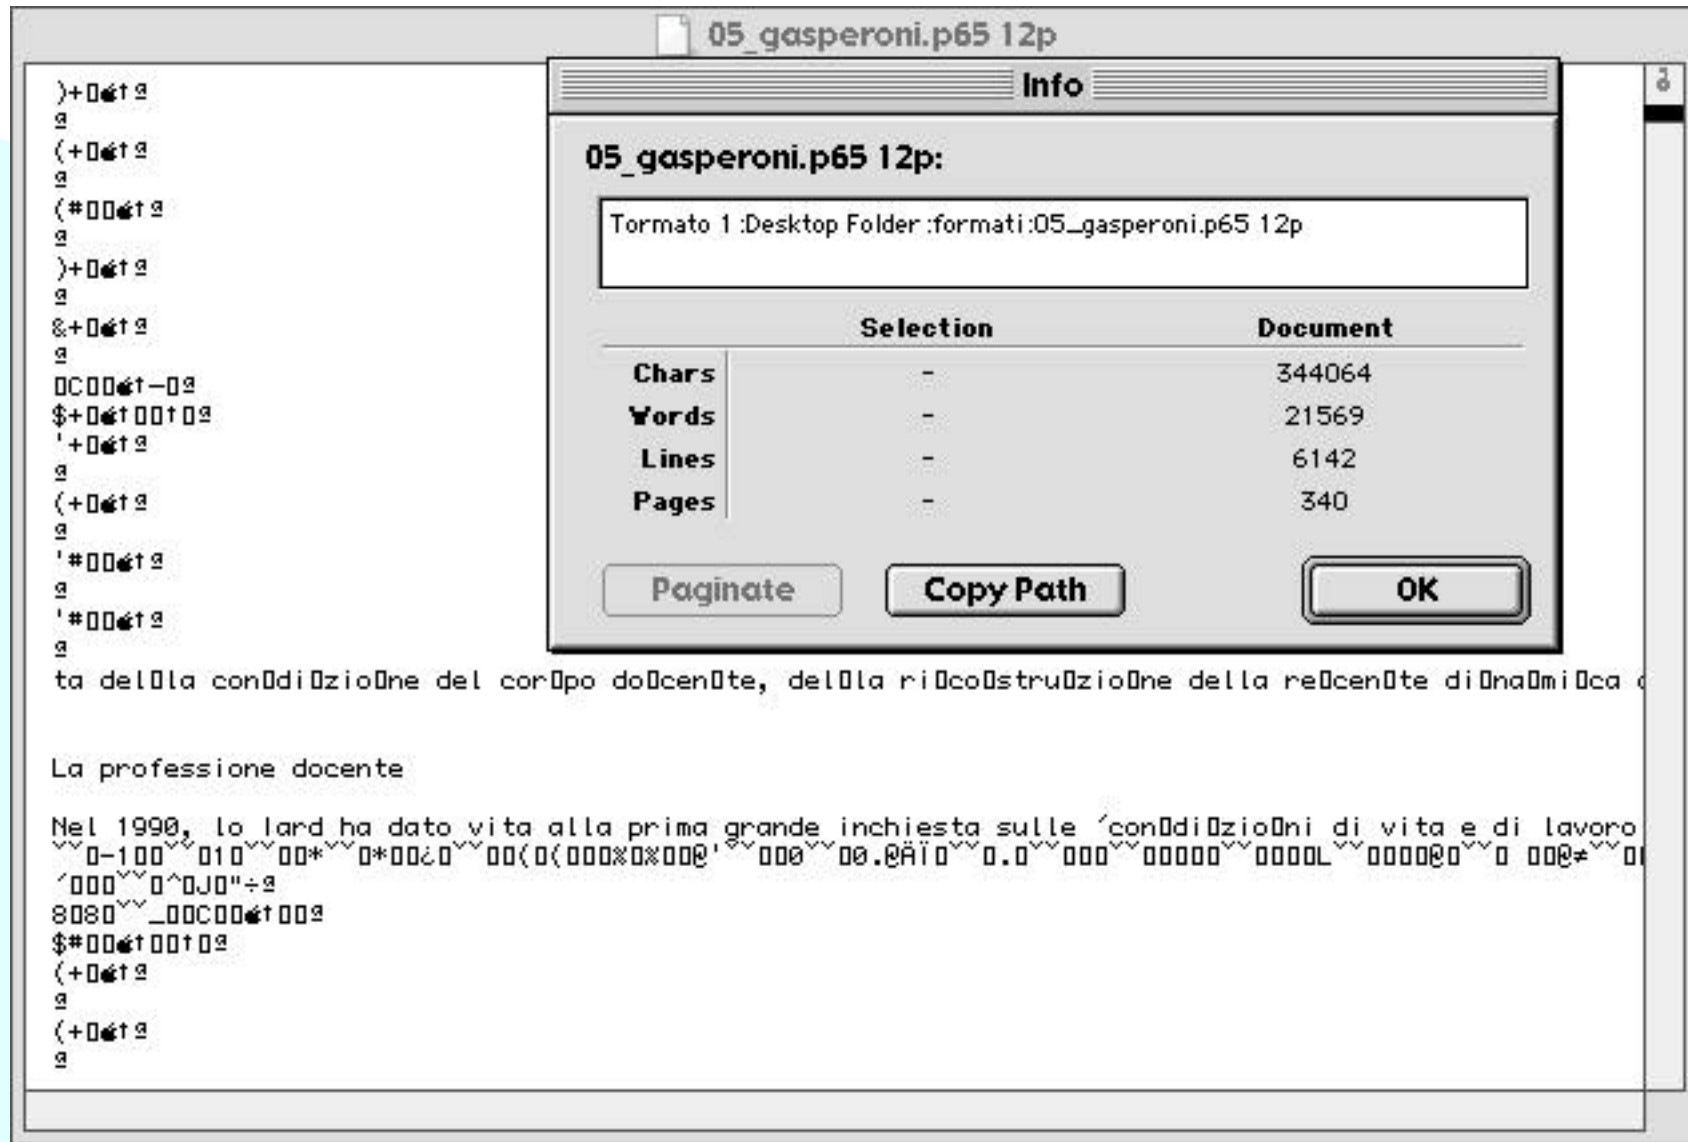 05_gasperoni.p65 12p
Info
05_gasperoni.p65 12p:
Tormato 1 :Desktop Folder :formati:05_gasperoni.p65 12p
Selection Document
Chars - 344064
Words - 21569
Lines - 6142
Pages - 340
Paginate Copy Path OK
)+▯†ª
ª
(+▯†ª
ª
(#▯▯†ª
ª
)+▯†ª
ª
&+▯†ª
ª
▯C▯▯†-▯ª
$+▯†▯▯†▯ª
'+▯†ª
ª
(+▯†ª
ª
'#▯▯†ª
ª
'#▯▯†ª
ª
ta del▯la con▯di▯zio▯ne del cor▯po do▯cen▯te, del▯la ri▯co▯stru▯zio▯ne della re▯cen▯te di▯na▯mi▯ca
La professione docente
Nel 1990, lo Iard ha dato vita alla prima grande inchiesta sulle ´con▯di▯zio▯ni di vita e di lavoro
$#▯▯†▯▯†▯ª
(+▯†ª
ª
(+▯†ª
ª